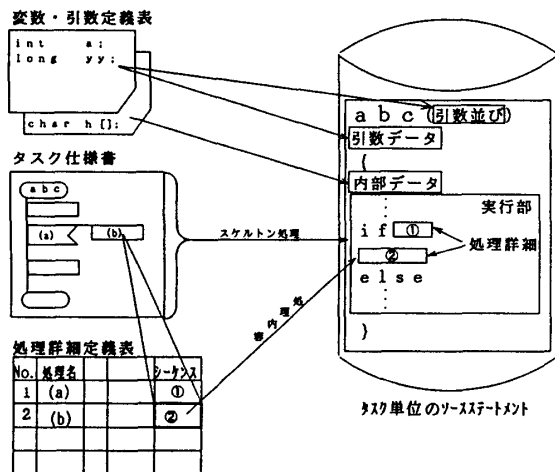 変数・引数定義表
int a;
long yy;
char h[];
タスク仕様書
abc
(a)
(b)
スケルトン処理
処理内容
処理詳細定義表
No. 処理名 シーケンス
1 (a) ①
2 (b) ②
abc (引数並び)
引数データ
{
内部データ
実行部
if ①
処理詳細
②
else
}
タスク単位のソースステートメント